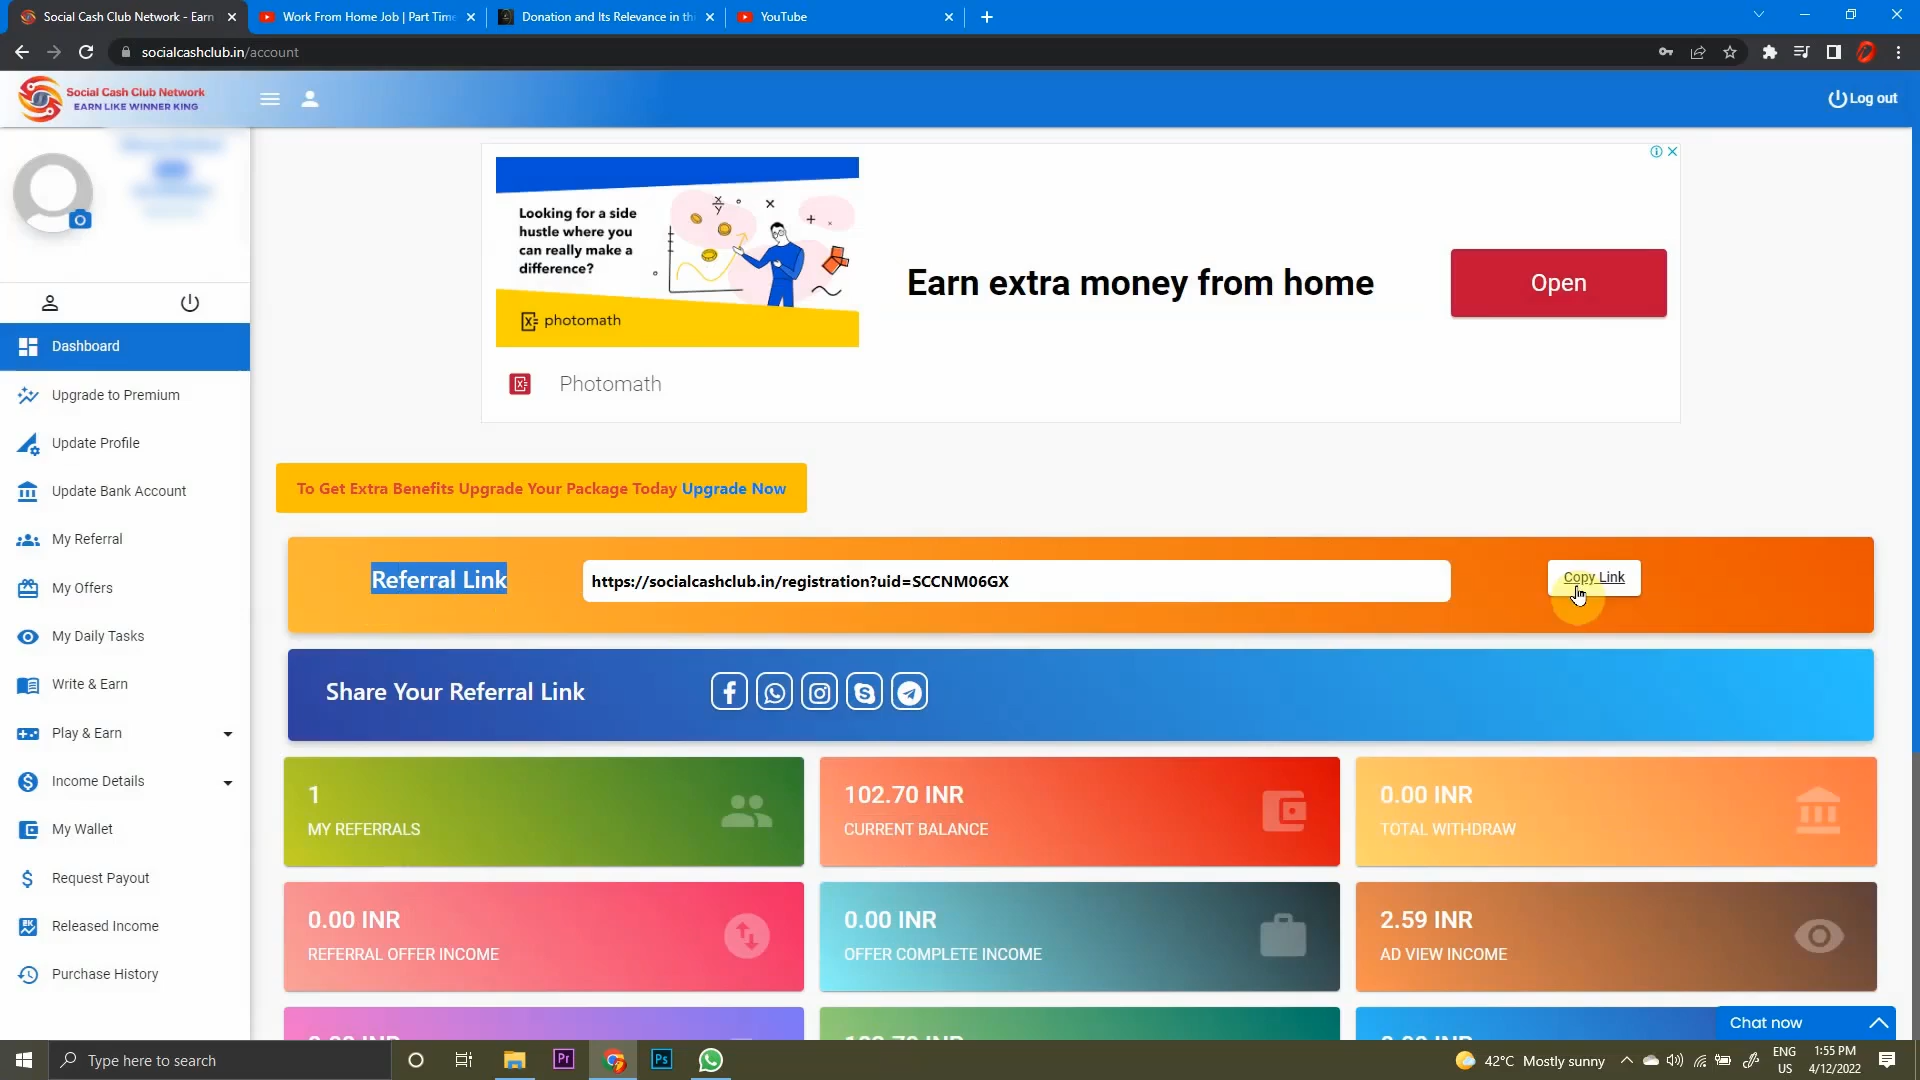 Social Cash Club Network - Earn
Work From Home Job | Part Time
Donation and Its Relevance in thi
YouTube
socialcashclub.in/account
Social Cash Club Network
EARN LIKE WINNER KING
Log out
Looking for a side
hustle where you
can really make a
difference?
photomath
Earn extra money from home
Open
Photomath
Dashboard
Upgrade to Premium
Update Profile
Update Bank Account
My Referral
My Offers
My Daily Tasks
Write & Earn
Play & Earn
Income Details
My Wallet
Request Payout
Released Income
Purchase History
To Get Extra Benefits Upgrade Your Package Today Upgrade Now
Referral Link
https://socialcashclub.in/registration?uid=SCCNM06GX
Copy Link
Share Your Referral Link
1
MY REFERRALS
102.70 INR
CURRENT BALANCE
0.00 INR
TOTAL WITHDRAW
0.00 INR
REFERRAL OFFER INCOME
0.00 INR
OFFER COMPLETE INCOME
2.59 INR
AD VIEW INCOME
Chat now
Type here to search
Pr
Ps
42°C Mostly sunny
ENG
US
1:55 PM
4/12/2022